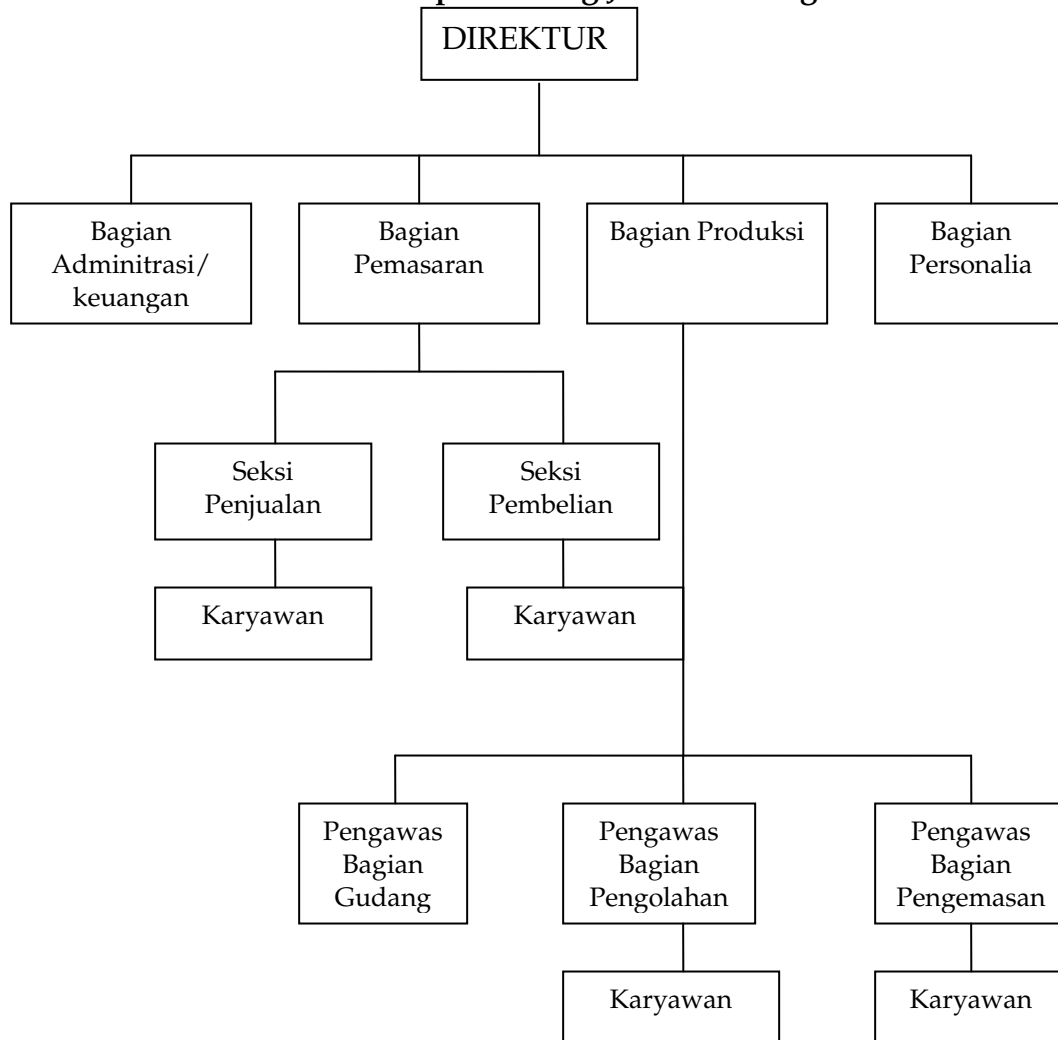 DIREKTUR
Bagian
Adminitrasi/
keuangan
Bagian
Pemasaran
Bagian Produksi
Bagian
Personalia
Seksi
Penjualan
Seksi
Pembelian
Karyawan
Karyawan
Pengawas
Bagian
Gudang
Pengawas
Bagian
Pengolahan
Pengawas
Bagian
Pengemasan
Karyawan
Karyawan